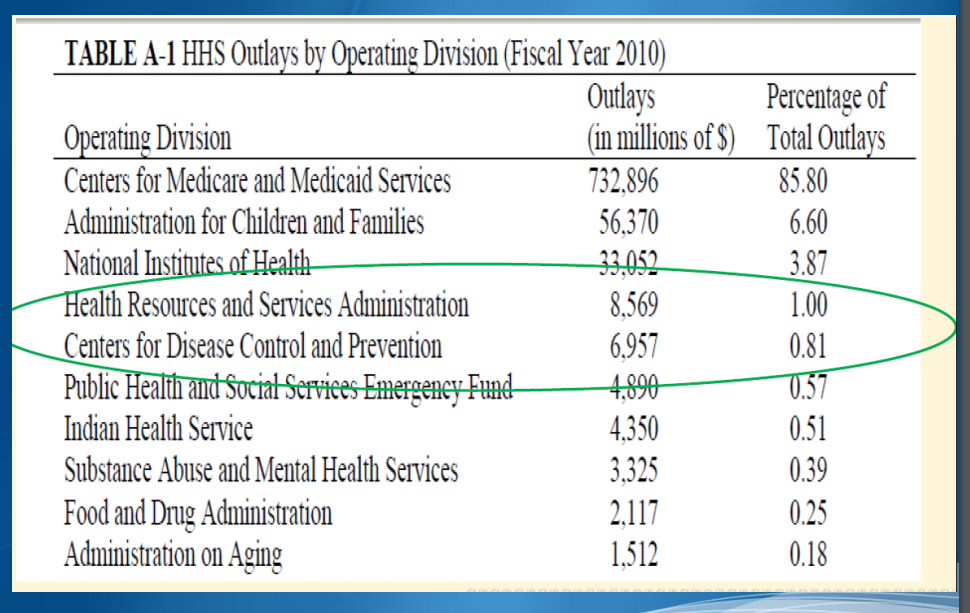 TABLE A-1 HHS Outlays by Operating Division (Fiscal Year 2010)
Outlays Percentage of
Operating Division (in millions of $) Total Outlays
Centers for Medicare and Medicaid Services 732,896 85.80
Administration for Children and Families 56,370 6.60
National Institutes of Health 33,052 3.87
Health Resources and Services Administration 8,569 1.00
Centers for Disease Control and Prevention 6,957 0.81
Public Health and Social Services Emergency Fund 4,890 0.57
Indian Health Service 4,350 0.51
Substance Abuse and Mental Health Services 3,325 0.39
Food and Drug Administration 2,117 0.25
Administration on Aging 1,512 0.18